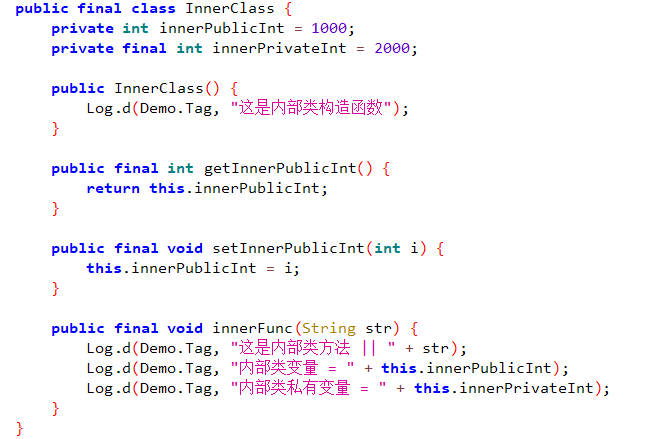 public final class InnerClass {
    private int innerPublicInt = 1000;
    private final int innerPrivateInt = 2000;

    public InnerClass() {
        Log.d(Demo.Tag, "这是内部类构造函数");
    }

    public final int getInnerPublicInt() {
        return this.innerPublicInt;
    }

    public final void setInnerPublicInt(int i) {
        this.innerPublicInt = i;
    }

    public final void innerFunc(String str) {
        Log.d(Demo.Tag, "这是内部类方法 || " + str);
        Log.d(Demo.Tag, "内部类变量 = " + this.innerPublicInt);
        Log.d(Demo.Tag, "内部类私有变量 = " + this.innerPrivateInt);
    }
}